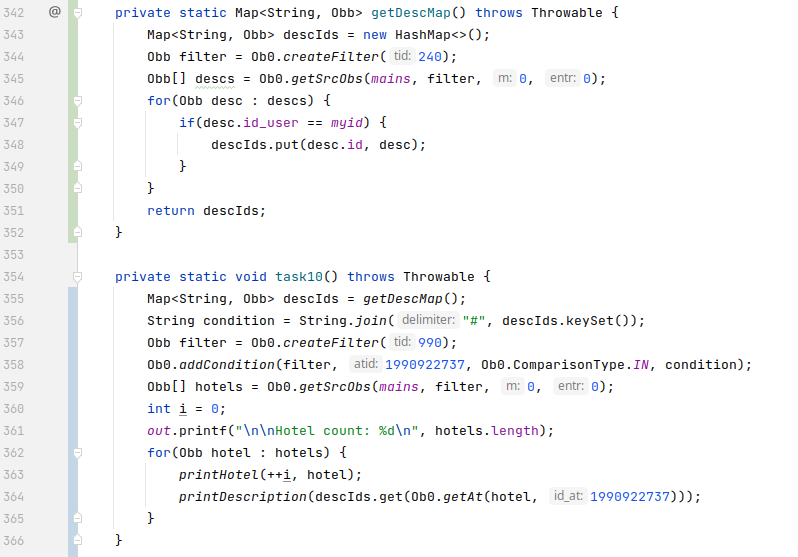 342 @ private static Map<String, Obb> getDescMap() throws Throwable {
343 Map<String, Obb> descIds = new HashMap<>();
344 Obb filter = Ob0.createFilter( tid: 240);
345 Obb[] descs = Ob0.getSrcObs(mains, filter, m: 0, entr: 0);
346 for(Obb desc : descs) {
347 if(desc.id_user == myid) {
348 descIds.put(desc.id, desc);
349 }
350 }
351 return descIds;
352 }
353
354 private static void task10() throws Throwable {
355 Map<String, Obb> descIds = getDescMap();
356 String condition = String.join( delimiter: "#", descIds.keySet());
357 Obb filter = Ob0.createFilter( tid: 990);
358 Ob0.addCondition(filter, atid: 1990922737, Ob0.ComparisonType.IN, condition);
359 Obb[] hotels = Ob0.getSrcObs(mains, filter, m: 0, entr: 0);
360 int i = 0;
361 out.printf("\n\nHotel count: %d\n", hotels.length);
362 for(Obb hotel : hotels) {
363 printHotel(++i, hotel);
364 printDescription(descIds.get(Ob0.getAt(hotel, id_at: 1990922737)));
365 }
366 }